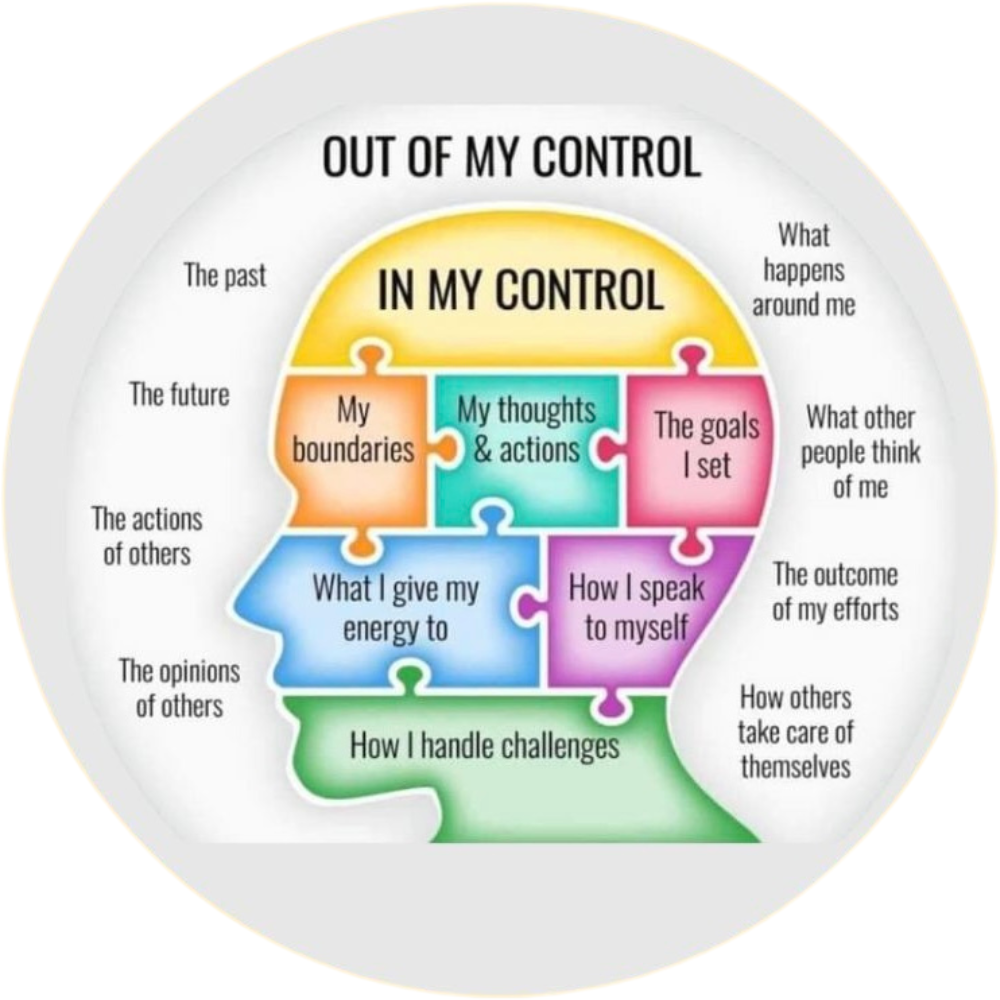 OUT OF MY CONTROL
IN MY CONTROL
My
boundaries
My thoughts
& actions
The goals
I set
What I give my
energy to
How I speak
to myself
How I handle challenges
The past
The future
The actions
of others
The opinions
of others
What
happens
around me
What other
people think
of me
The outcome
of my efforts
How others
take care of
themselves